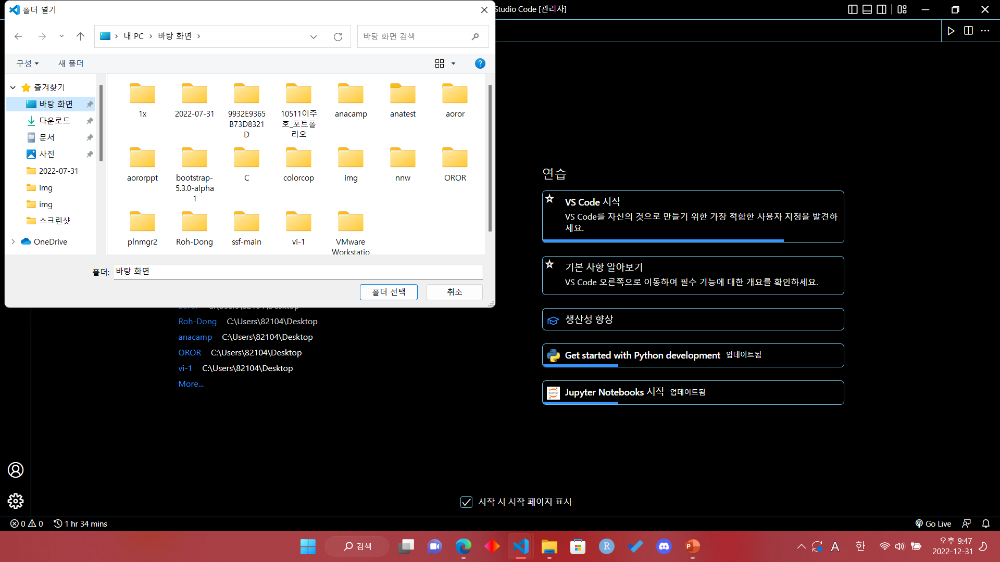 폴더 열기
Studio Code [관리자]
내 PC
바탕 화면
바탕 화면 검색
구성
새 폴더
즐겨찾기
바탕 화면
다운로드
문서
사진
2022-07-31
img
img
스크린샷
OneDrive
1x
2022-07-31
9932E9365
B73D8321
D
10511이주
호_포트폴
리오
anacamp
anatest
aoror
aororppt
bootstrap-
5.3.0-alpha
1
C
colorcop
img
nnw
OROR
plnmgr2
Roh-Dong
ssf-main
vi-1
VMware
Workstatio
폴더: 바탕 화면
폴더 선택
취소
aoror C:\Users\82104\Desktop
Roh-Dong C:\Users\82104\Desktop
anacamp C:\Users\82104\Desktop
OROR C:\Users\82104\Desktop
vi-1 C:\Users\82104\Desktop
More...
연습
VS Code 시작
VS Code를 자신의 것으로 만들기 위한 가장 적합한 사용자 지정을 발견하
세요.
기본 사항 알아보기
VS Code 오른쪽으로 이동하여 필수 기능에 대한 개요를 확인하세요.
생산성 향상
Get started with Python development 업데이트됨
Jupyter Notebooks 시작 업데이트됨
시작 시 시작 페이지 표시
0 0 1 hr 34 mins
Go Live
검색
A
한
오후 9:47
2022-12-31